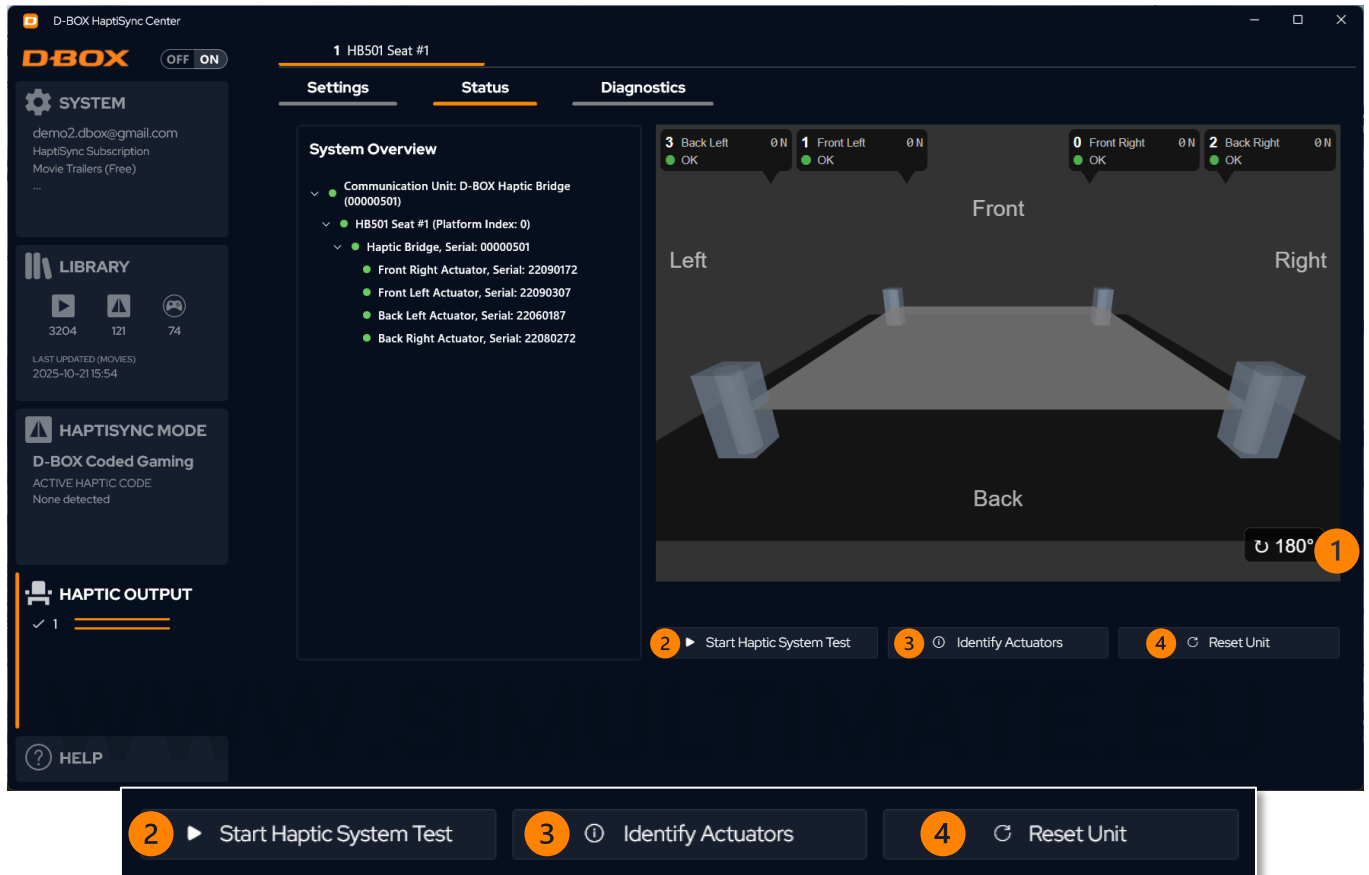 D-BOX HaptiSync Center
D-BOX OFF ON
1 HB501 Seat #1
Settings Status Diagnostics
SYSTEM
demo2.dbox@gmail.com
HaptiSync Subscription
Movie Trailers (Free)
...
LIBRARY
3204 121 74
LAST UPDATED (MOVIES)
2025-10-21 15:54
HAPTISYNC MODE
D-BOX Coded Gaming
ACTIVE HAPTIC CODE
None detected
HAPTIC OUTPUT
1
HELP
System Overview
Communication Unit: D-BOX Haptic Bridge
(00000501)
HB501 Seat #1 (Platform Index: 0)
Haptic Bridge, Serial: 00000501
Front Right Actuator, Serial: 22090172
Front Left Actuator, Serial: 22090307
Back Left Actuator, Serial: 22060187
Back Right Actuator, Serial: 22080272
3 Back Left 0 N
OK
1 Front Left 0 N
OK
0 Front Right 0 N
OK
2 Back Right 0 N
OK
Front
Left Right
Back
180° 1
2 Start Haptic System Test 3 Identify Actuators 4 Reset Unit
WWW.SIMULTIMATE.EU
2 Start Haptic System Test 3 Identify Actuators 4 Reset Unit